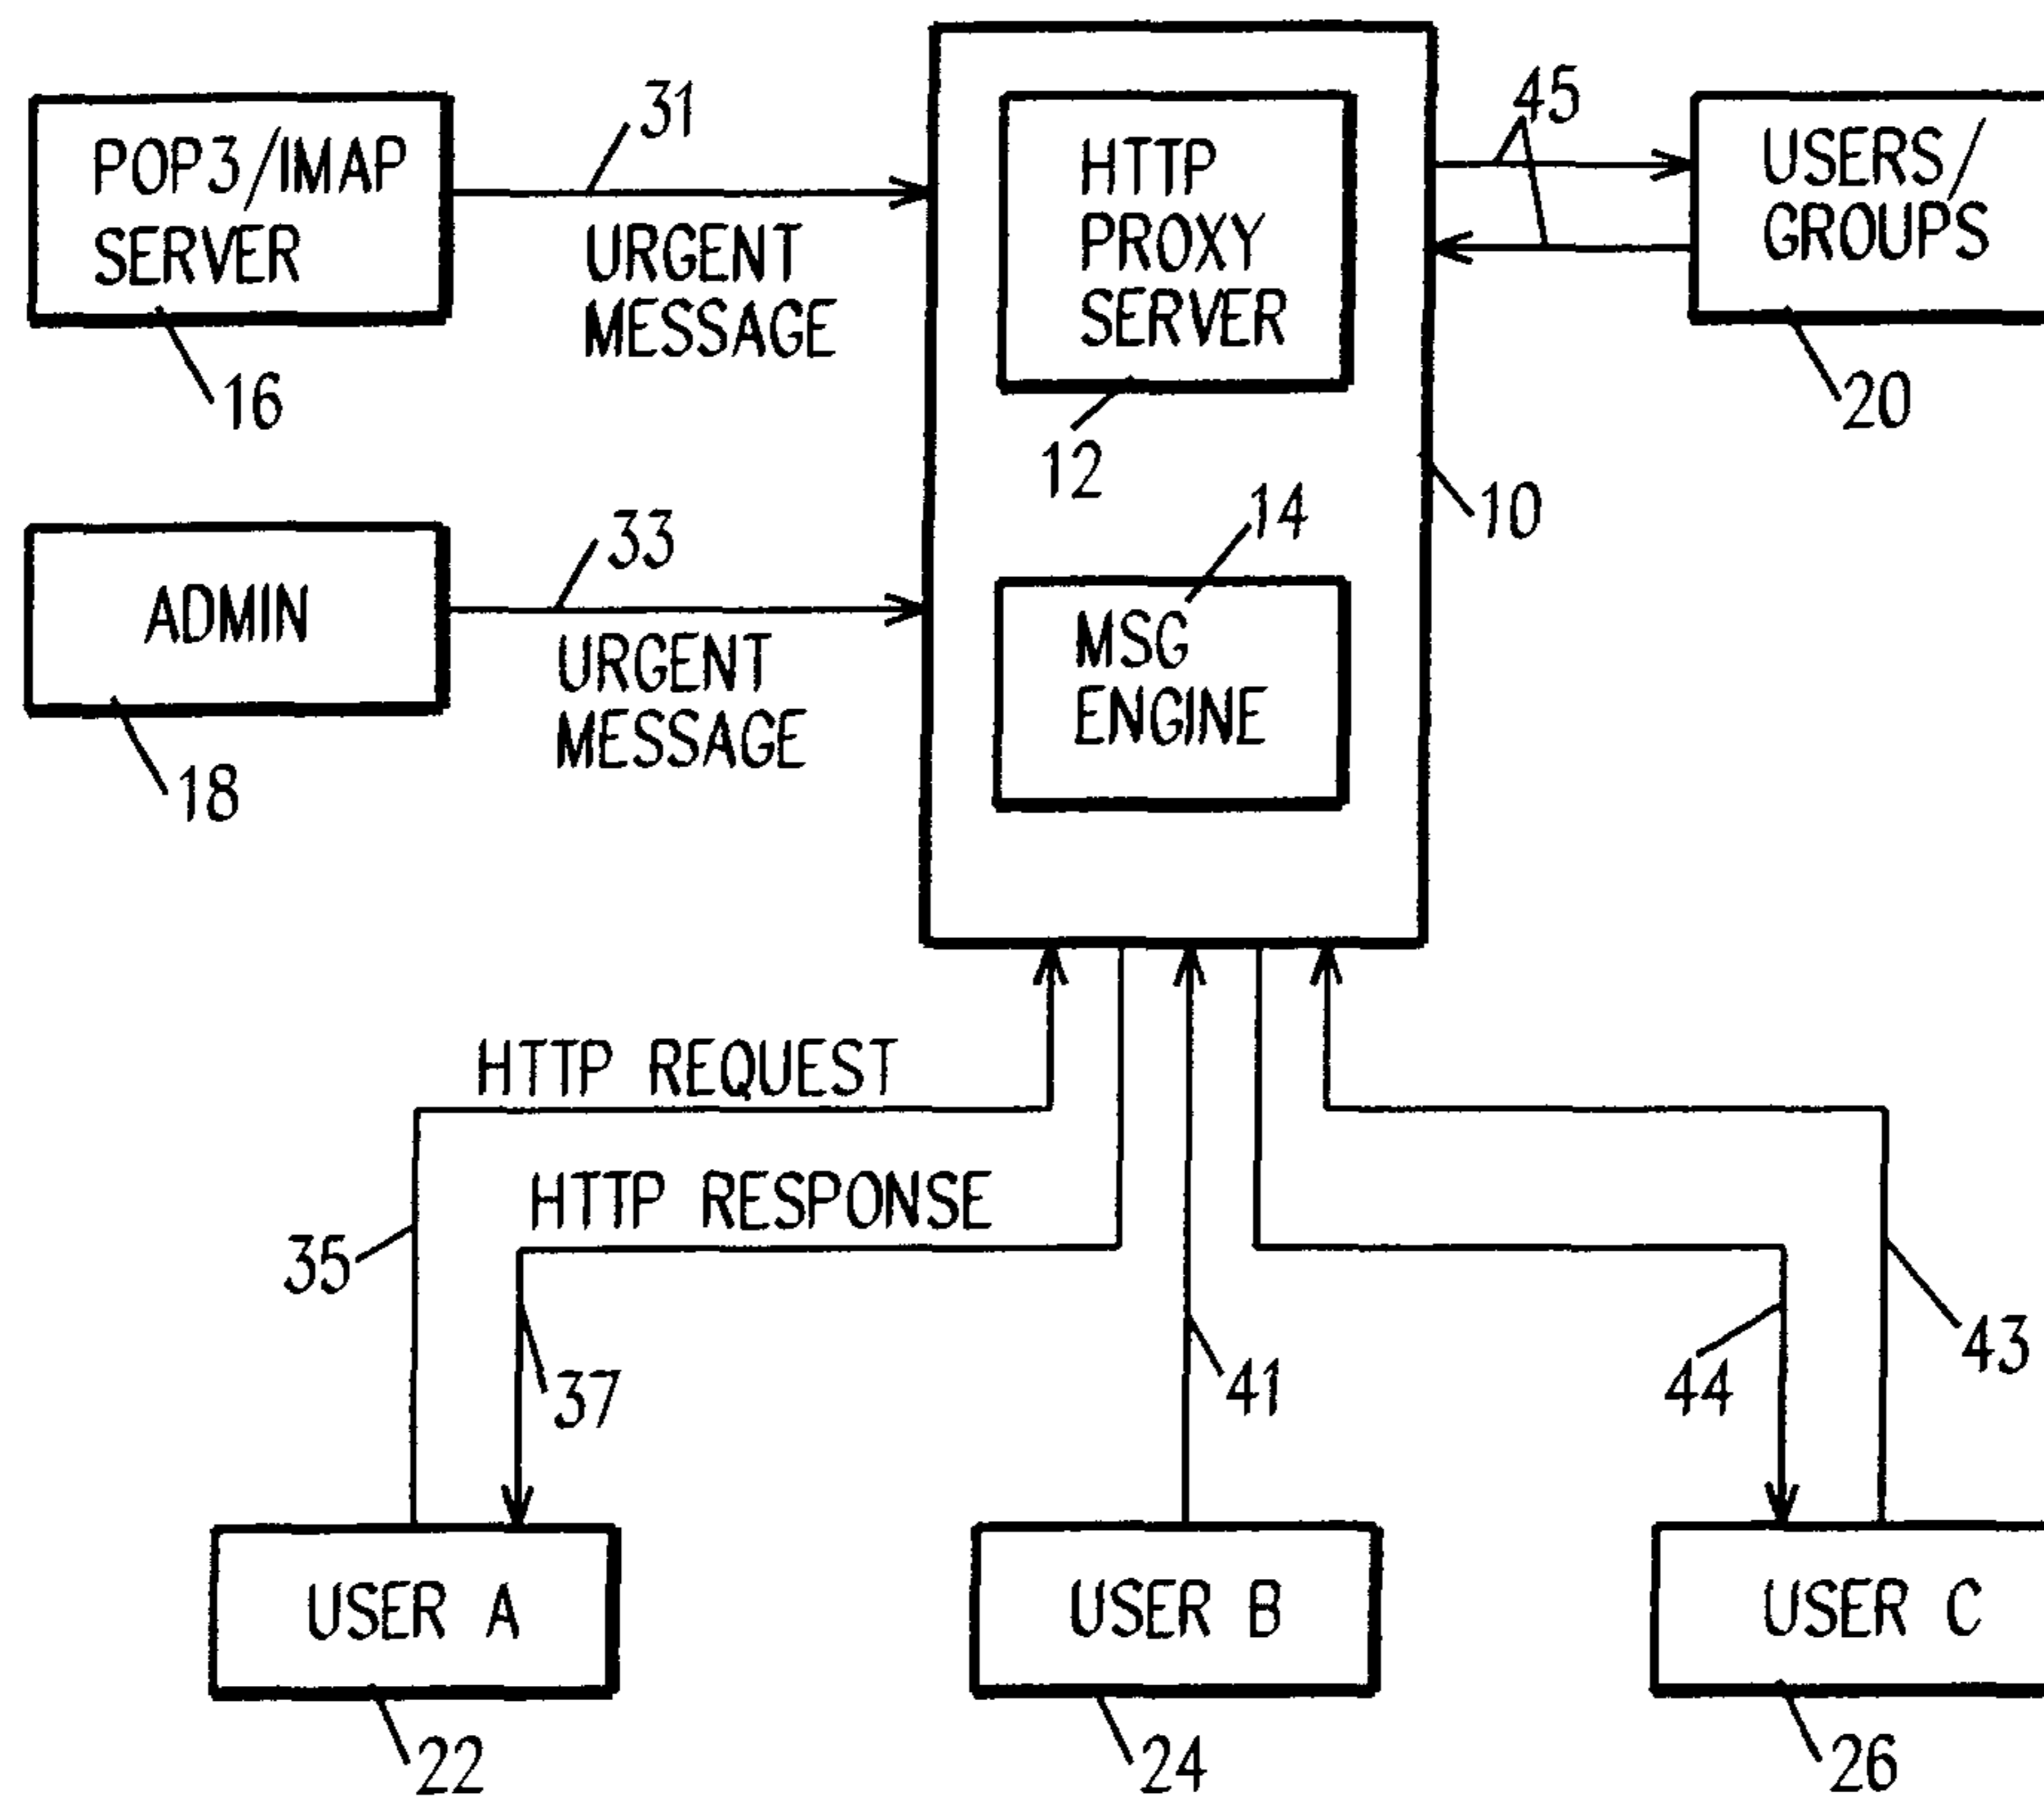 31
45
POP3/IMAP
SERVER
URGENT
MESSAGE
16
HTTP
PROXY
SERVER
12
USERS/
GROUPS
20
10
14
ADMIN
33
URGENT
MESSAGE
18
MSG
ENGINE
HTTP REQUEST
HTTP RESPONSE
35
37
41
44
43
USER A
22
USER B
24
USER C
26